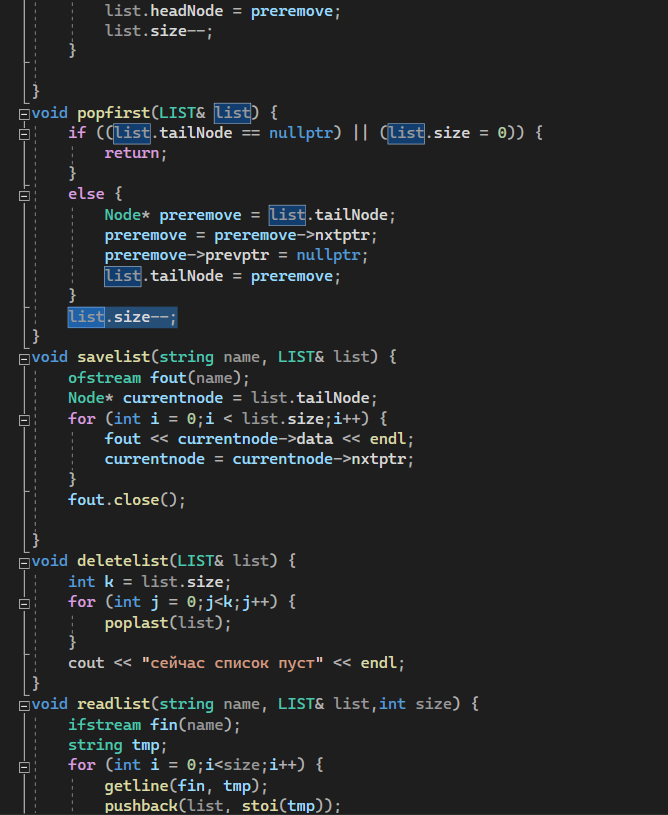 list.headNode = preremove;
list.size--;
}
}
void popfirst(LIST& list) {
if ((list.tailNode == nullptr) || (list.size = 0)) {
return;
}
else {
Node* preremove = list.tailNode;
preremove = preremove->nxtptr;
preremove->prevptr = nullptr;
list.tailNode = preremove;
}
list.size--;
}
void savelist(string name, LIST& list) {
ofstream fout(name);
Node* currentnode = list.tailNode;
for (int i = 0;i < list.size;i++) {
fout << currentnode->data << endl;
currentnode = currentnode->nxtptr;
}
fout.close();
}
void deletelist(LIST& list) {
int k = list.size;
for (int j = 0;j<k;j++) {
poplast(list);
}
cout << "сейчас список пуст" << endl;
}
void readlist(string name, LIST& list,int size) {
ifstream fin(name);
string tmp;
for (int i = 0;i<size;i++) {
getline(fin, tmp);
pushback(list, stoi(tmp));